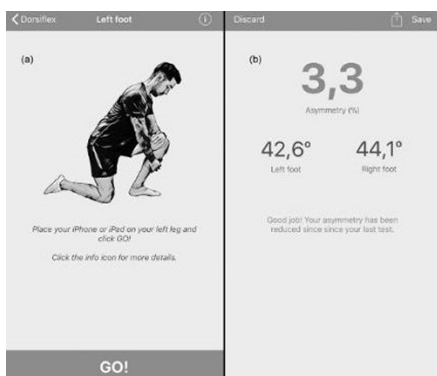 Dorsiflex
Left foot
(a)
Place your iPhone or iPad on your left leg and
click GO!
Click the info icon for more details.
GO!
Discard
Save
(b)
3,3
Asymmetry (%)
42,6°
44,1°
Left foot
Right foot
Good job! Your asymmetry has been
reduced since since your last test.